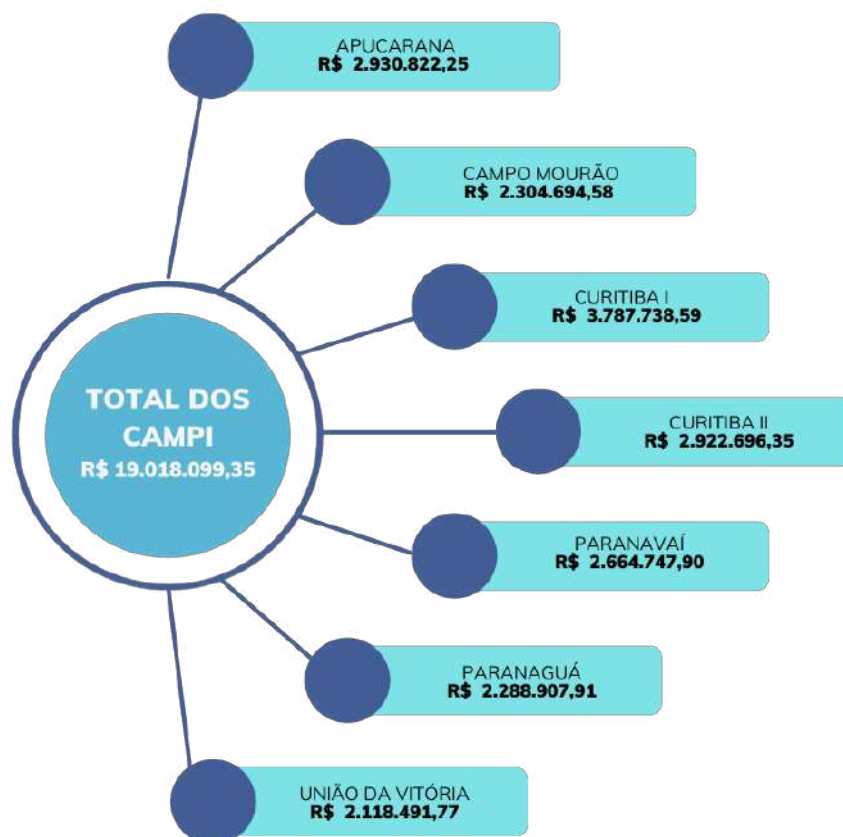 APUCARANA
R$ 2.930.822,25
CAMPO MOURÃO
R$ 2.304.694,58
CURITIBA I
R$ 3.787.738,59
TOTAL DOS
CAMPI
R$ 19.018.099,35
CURITIBA II
R$ 2.922.696,35
PARANAVAÍ
R$ 2.664.747,90
PARANAGUÁ
R$ 2.288.907,91
UNIÃO DA VITÓRIA
R$ 2.118.491,77